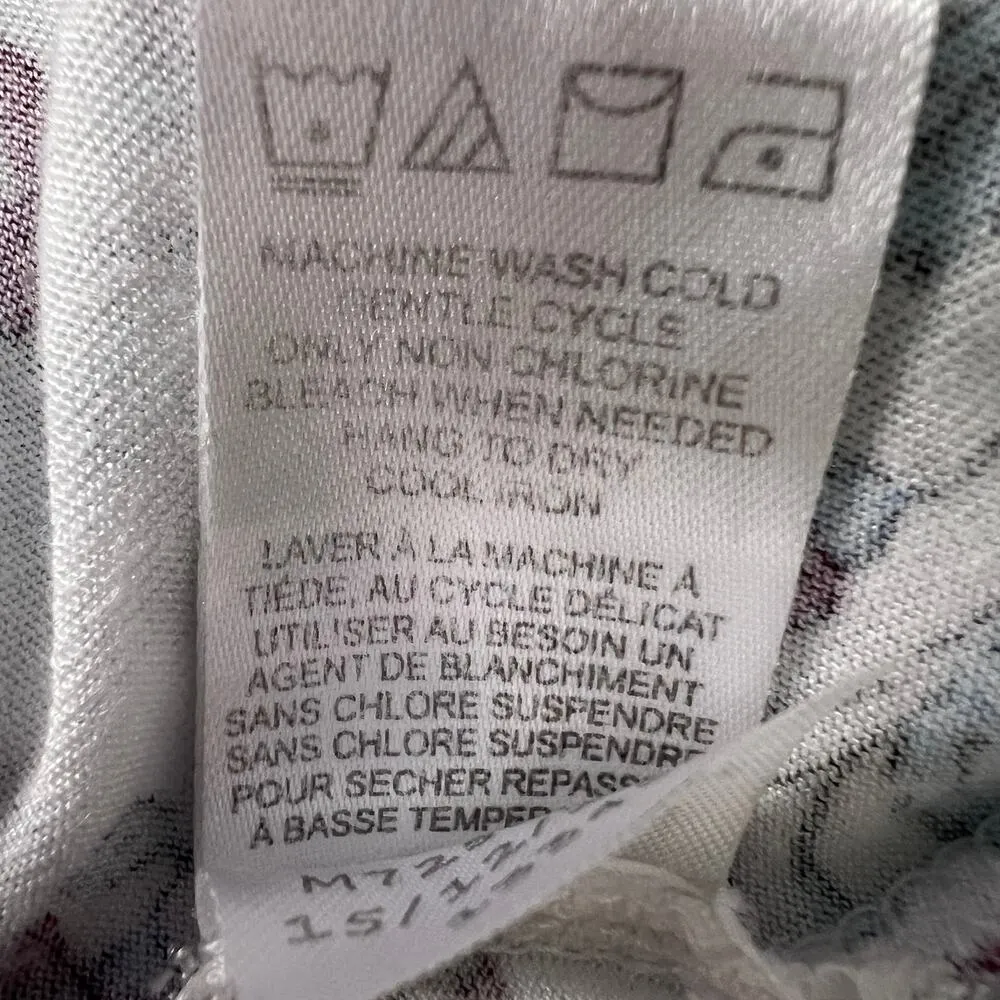 MACHINE WASH COLD
GENTLE CYCLE
ONLY NON CHLORINE
BLEACH WHEN NEEDED
HANG TO DRY
COOL IRON
LAVER À LA MACHINE A
TIÉDE, AU CYCLE DÉLICAT
UTILISER AU BESOIN UN
AGENT DE BLANCHIMENT
SANS CHLORE SUSPENDRE
SANS CHLORE SUSPENDRE
POUR SECHER REPASS
À BASSE TEMPER